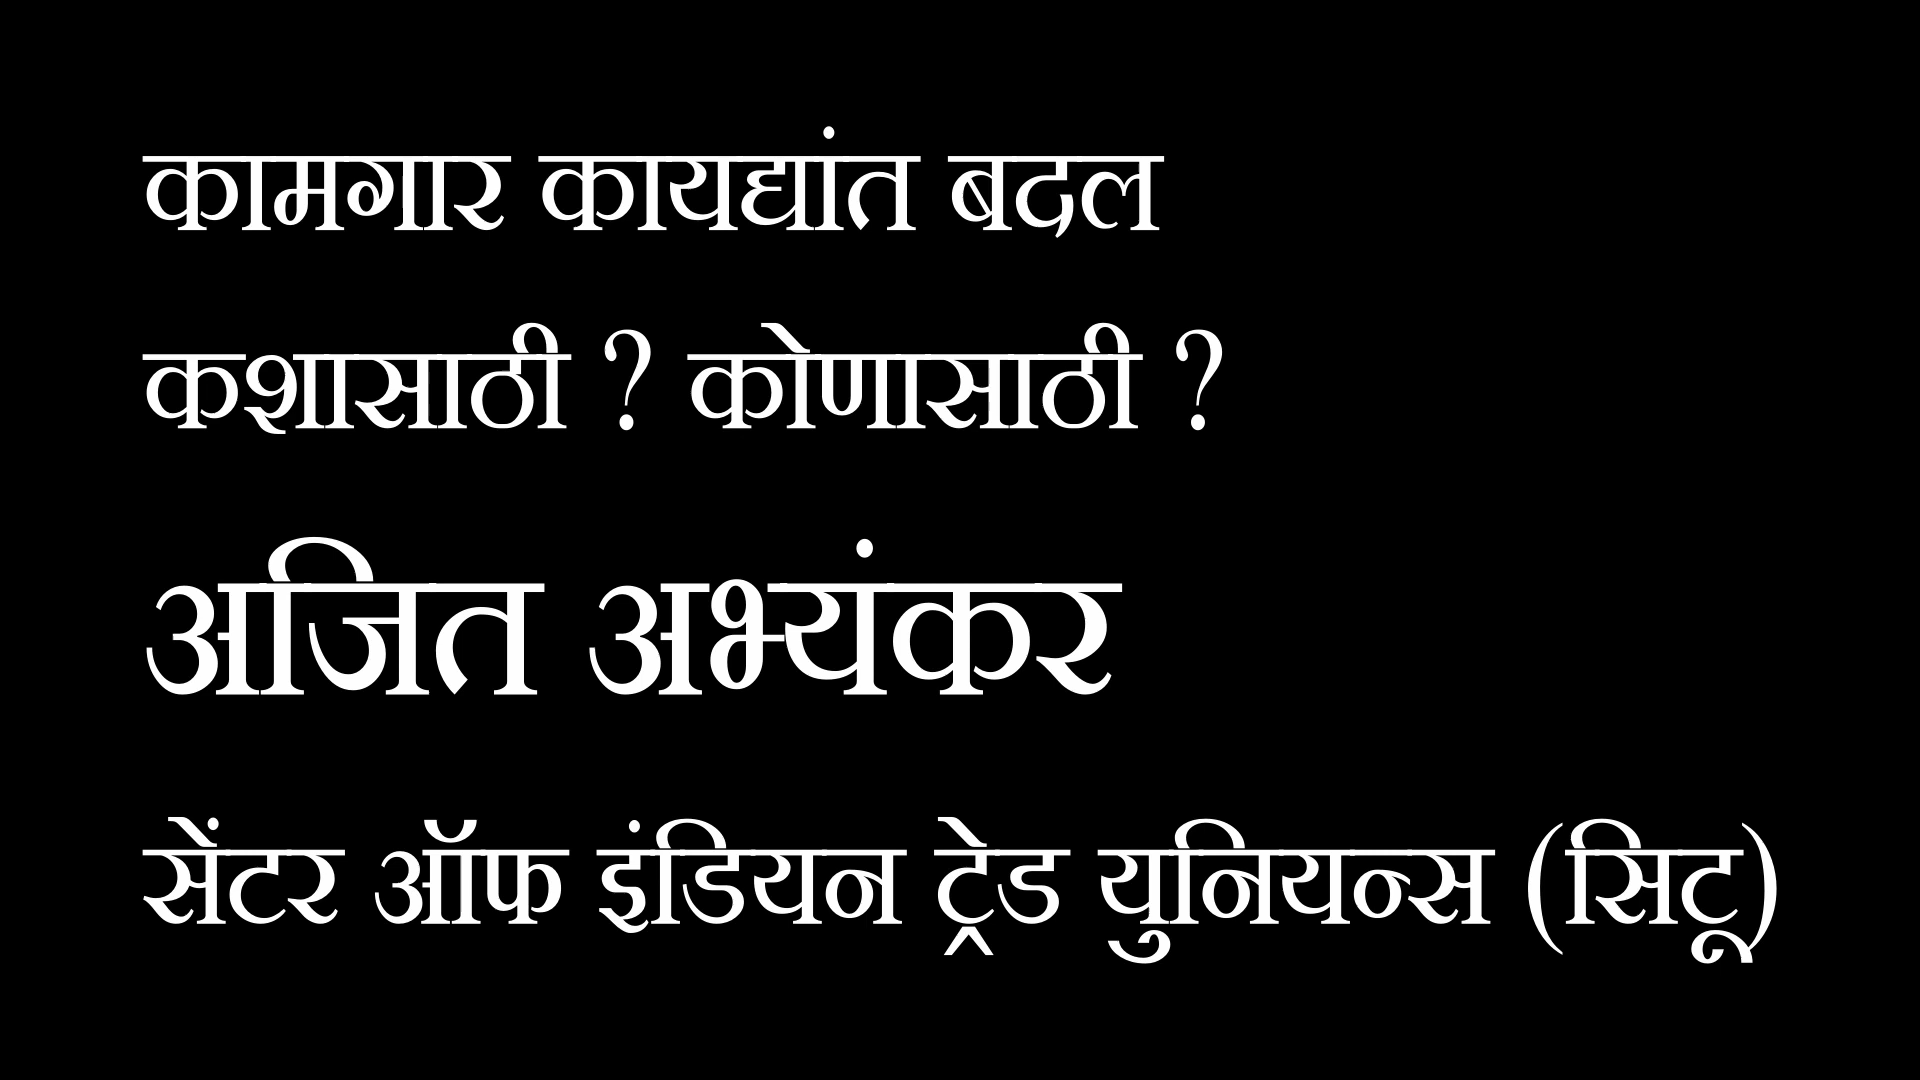 कामगार कायद्यांत बदल
कशासाठी ? कोणासाठी ?
अजित अभ्यंकर
सेंटर ऑफ इंडियन ट्रेड युनियन्स (सिटू)